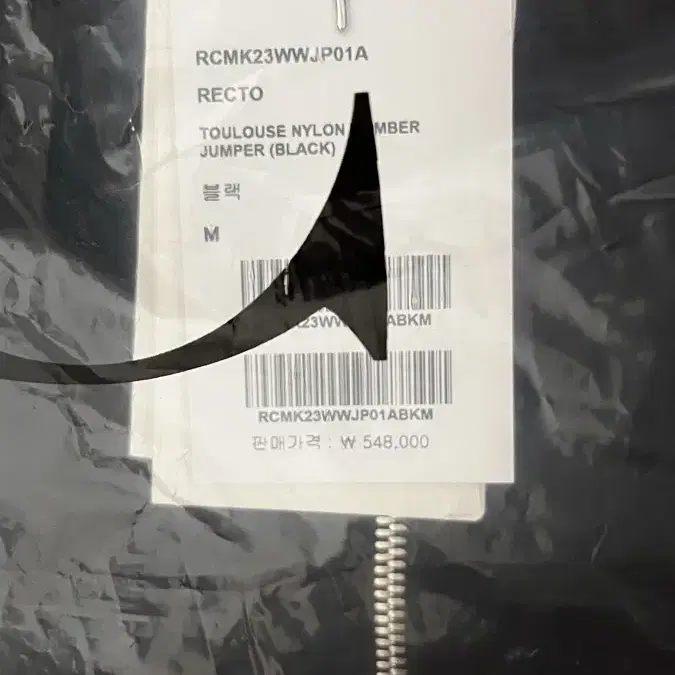 RCMK23WWJP01A
RECTO
TOULOUSE NYLON
JUMPER (BLACK)
블랙
M
RCMK23WWJP01ABKM
판매가격 : ₩ 548,000